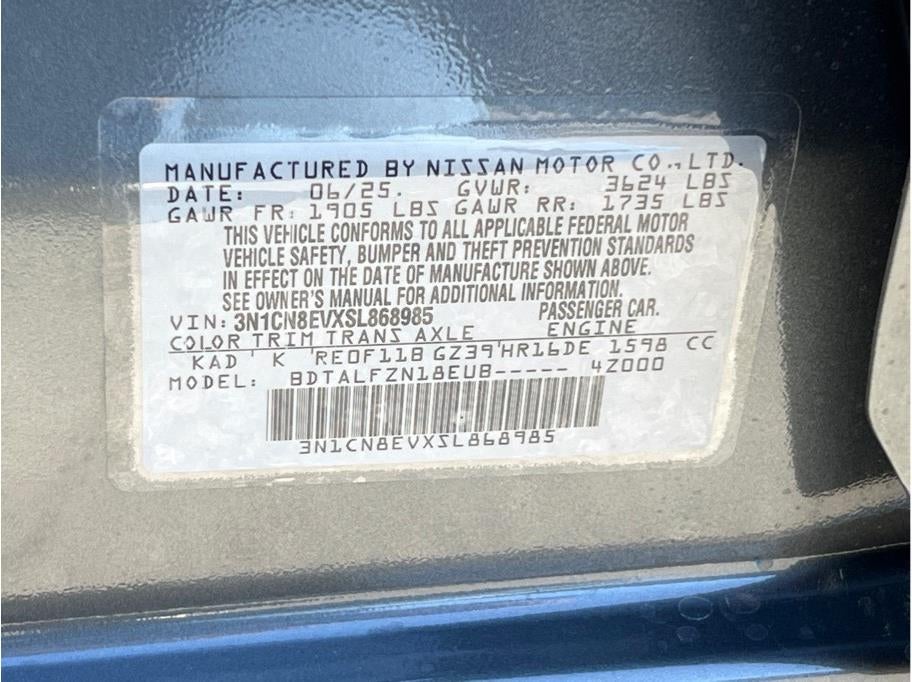 MANUFACTURED BY NISSAN MOTOR CO., LTD.
DATE: 06/25. GVWR: 3624 LBS
GAWR FR: 1905 LBS GAWR RR: 1735 LBS
THIS VEHICLE CONFORMS TO ALL APPLICABLE FEDERAL MOTOR
VEHICLE SAFETY, BUMPER AND THEFT PREVENTION STANDARDS
IN EFFECT ON THE DATE OF MANUFACTURE SHOWN ABOVE.
SEE OWNER'S MANUAL FOR ADDITIONAL INFORMATION.
VIN: 3N1CN8EVXSL868985 PASSENGER CAR.
COLOR TRIM TRANS AXLE ENGINE
KAD K RE0F11B GZ39 HR16DE 1598 CC
MODEL: BDTALFZN18EUB----- 4Z000
3N1CN8EVXSL868985